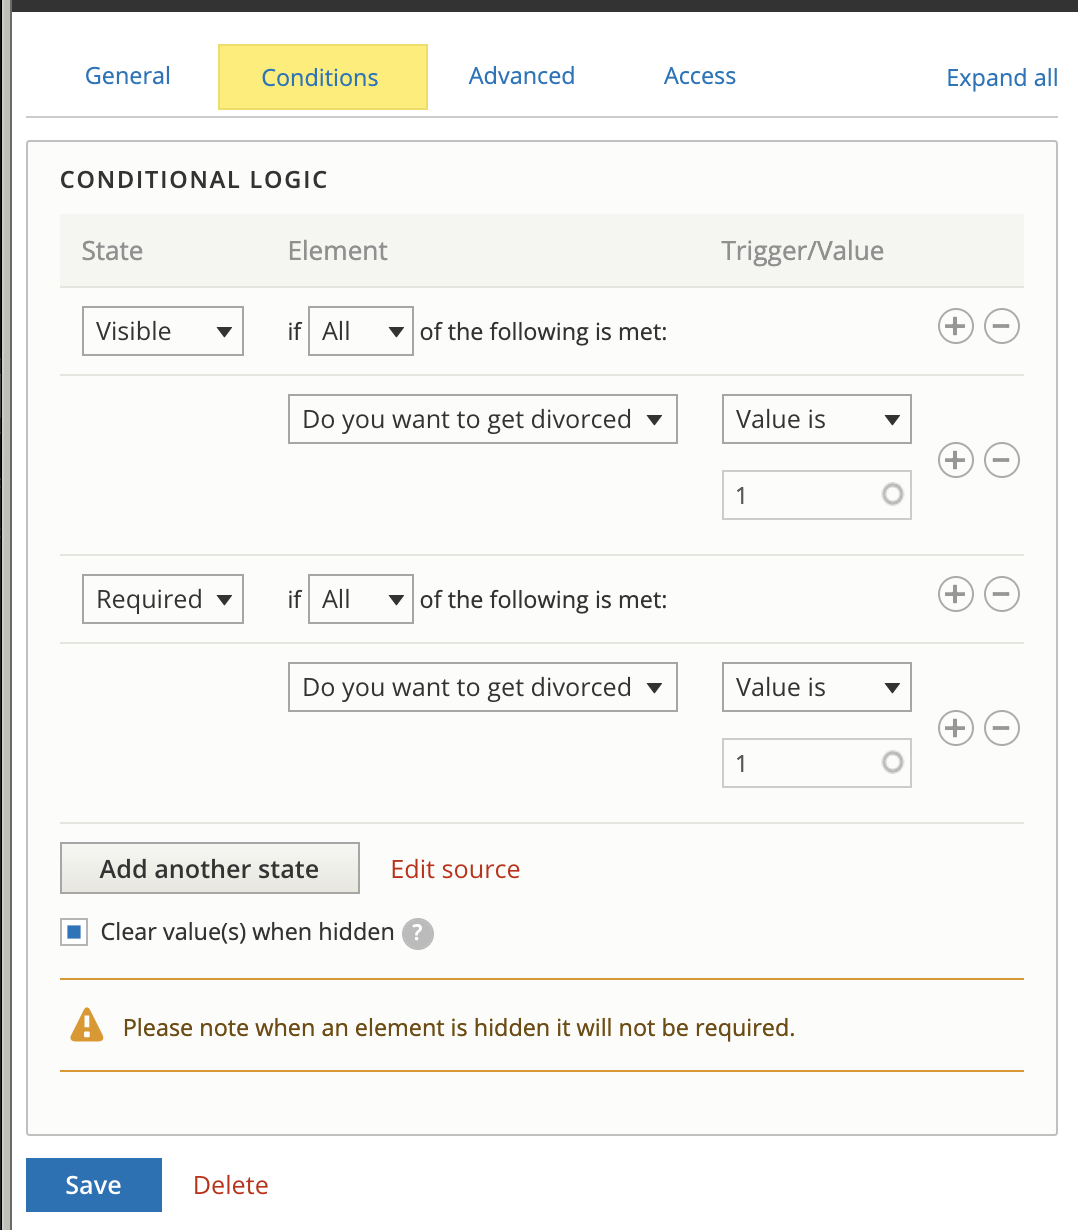 General Conditions Advanced Access Expand all
CONDITIONAL LOGIC
State Element Trigger/Value
Visible if All of the following is met:
Do you want to get divorced Value is
1
Required if All of the following is met:
Do you want to get divorced Value is
1
Add another state Edit source
Clear value(s) when hidden ?
Please note when an element is hidden it will not be required.
Save Delete